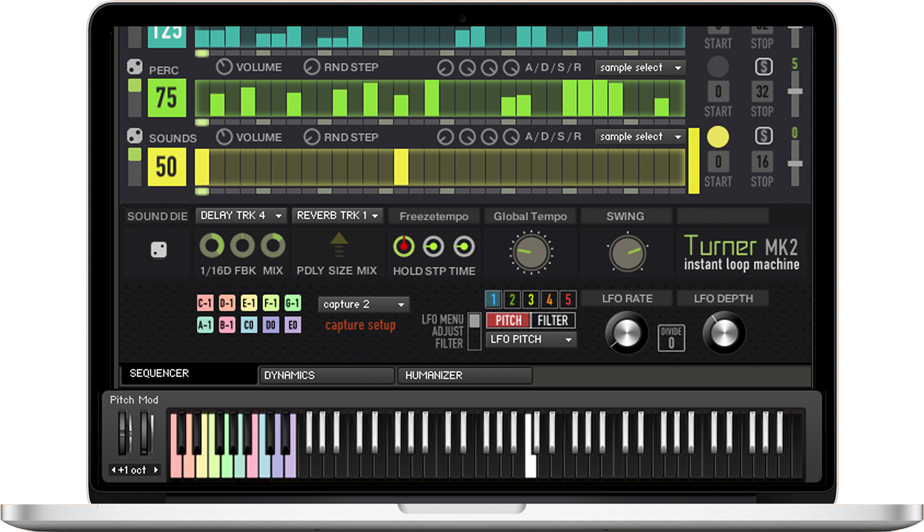 125
START STOP
PERC VOLUME RND STEP A/D/S/R sample select S 5
75 0 32
START STOP
SOUNDS VOLUME RND STEP A/D/S/R sample select S 0
50 0 16
START STOP
SOUND DIE DELAY TRK 4 REVERB TRK 1 Freezetempo Global Tempo SWING
Turner MK2
instant loop machine
1/16D FBK MIX PDLY SIZE MIX HOLD STP TIME
C-1 D-1 E-1 F-1 G-1
A-1 B-1 C0 D0 E0
capture 2
capture setup
1 2 3 4 5
PITCH FILTER
LFO PITCH
LFO MENU
ADJUST
FILTER
LFO RATE LFO DEPTH
DIVIDE
0
SEQUENCER DYNAMICS HUMANIZER
Pitch Mod
+1 oct